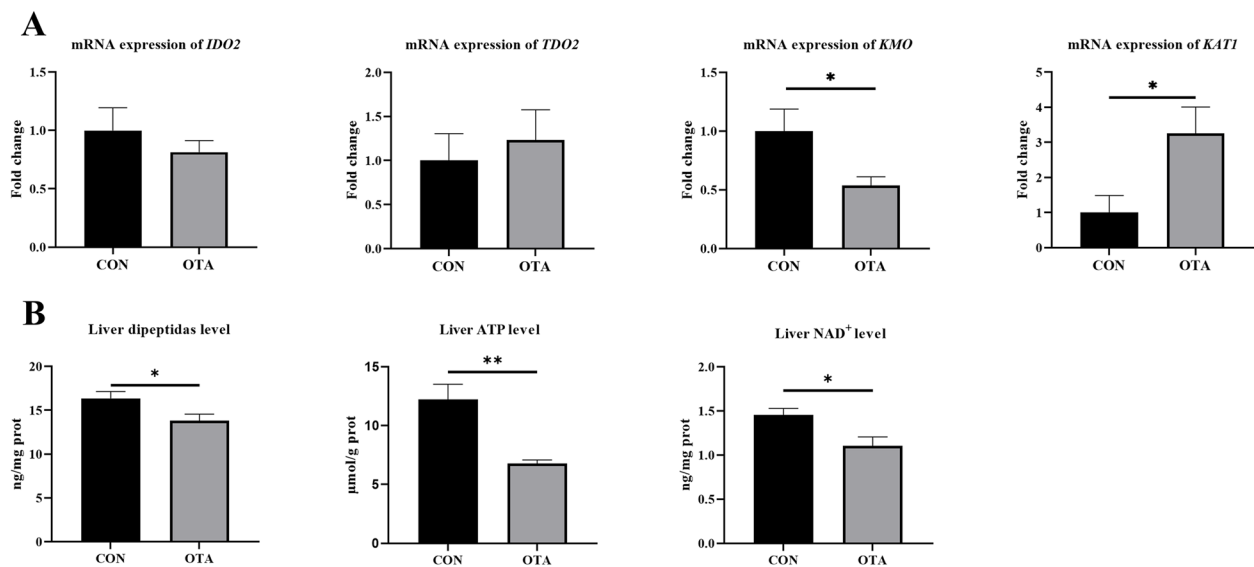 A
mRNA expression of IDO2
Fold change
1.5
1.0
0.5
0.0
CON OTA
mRNA expression of TDO2
Fold change
2.0
1.5
1.0
0.5
0.0
CON OTA
mRNA expression of KMO
Fold change
1.5
1.0
0.5
0.0
*
CON OTA
mRNA expression of KAT1
Fold change
5
4
3
2
1
0
*
CON OTA
B
Liver dipeptidas level
ng/mg prot
20
15
10
5
0
*
CON OTA
Liver ATP level
μmol/g prot
15
10
5
0
**
CON OTA
Liver NAD+ level
ng/mg prot
2.0
1.5
1.0
0.5
0.0
*
CON OTA